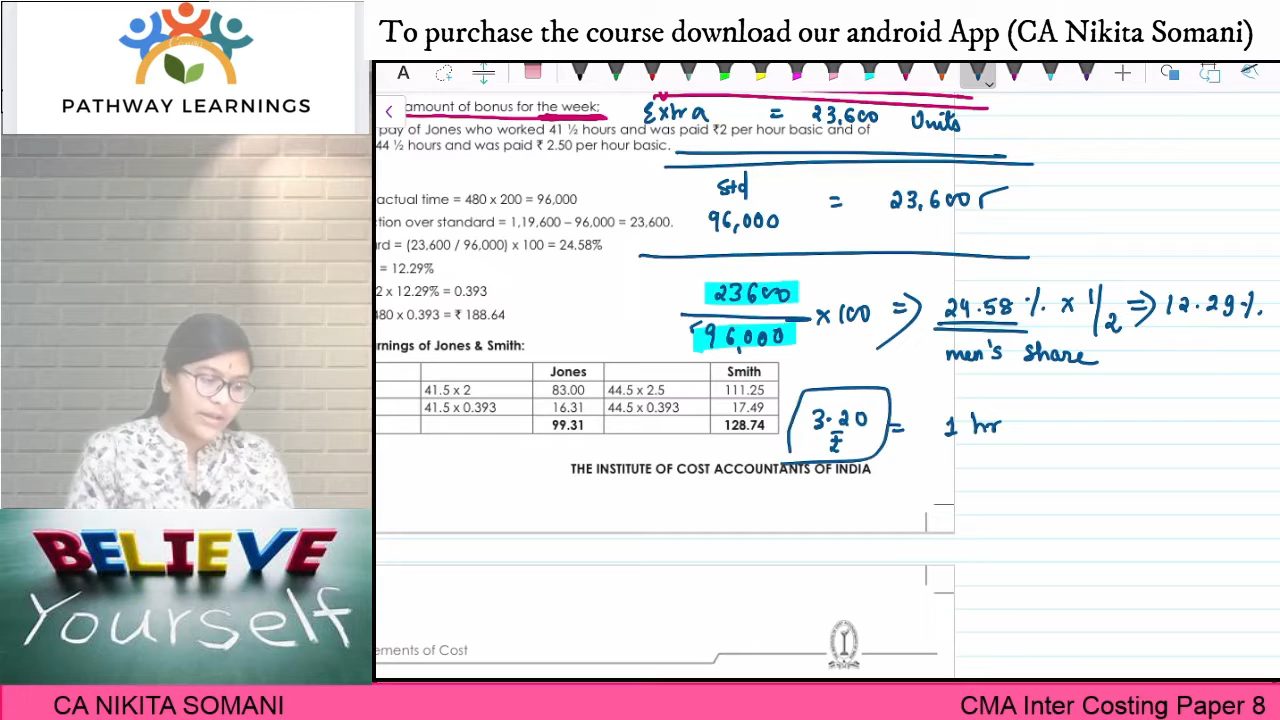 To purchase the course download our android App (CA Nikita Somani)
PATHWAY LEARNINGS
A
amount of bonus for the week;
Extra = 23,600 Units
pay of Jones who worked 41 ½ hours and was paid ₹2 per hour basic and of
44 ½ hours and was paid ₹ 2.50 per hour basic.
actual time = 480 x 200 = 96,000
Std
96,000 = 23,600
ction over standard = 1,19,600 – 96,000 = 23,600.
rd = (23,600 / 96,000) x 100 = 24.58%
= 12.29%
2 x 12.29% = 0.393
480 x 0.393 = ₹ 188.64
23600
96,000 x 100 => 24.58 % x 1/2 => 12.29%.
men's share
rnings of Jones & Smith:
Jones Smith
41.5 x 2 83.00 44.5 x 2.5 111.25
41.5 x 0.393 16.31 44.5 x 0.393 17.49
99.31 128.74
3.20 = 1 hr
₹
THE INSTITUTE OF COST ACCOUNTANTS OF INDIA
BELIEVE
Yourself
ements of Cost
CA NIKITA SOMANI
CMA Inter Costing Paper 8